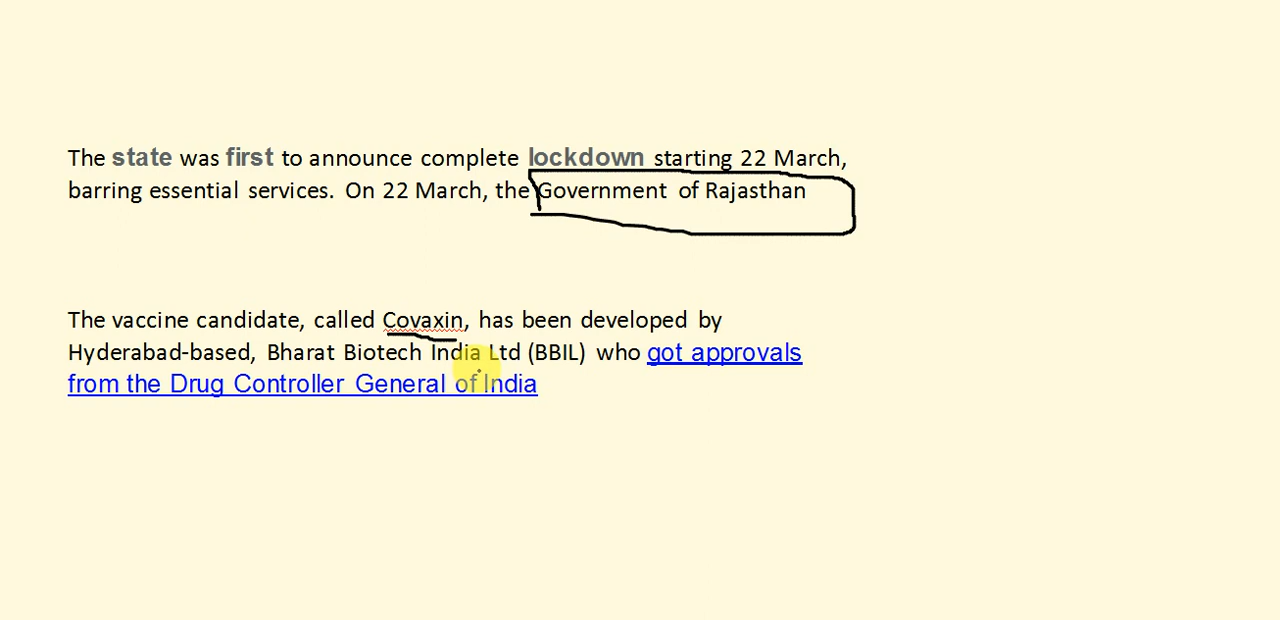 The state was first to announce complete lockdown starting 22 March,
barring essential services. On 22 March, the Government of Rajasthan
The vaccine candidate, called Covaxin, has been developed by
Hyderabad-based, Bharat Biotech India Ltd (BBIL) who got approvals
from the Drug Controller General of India